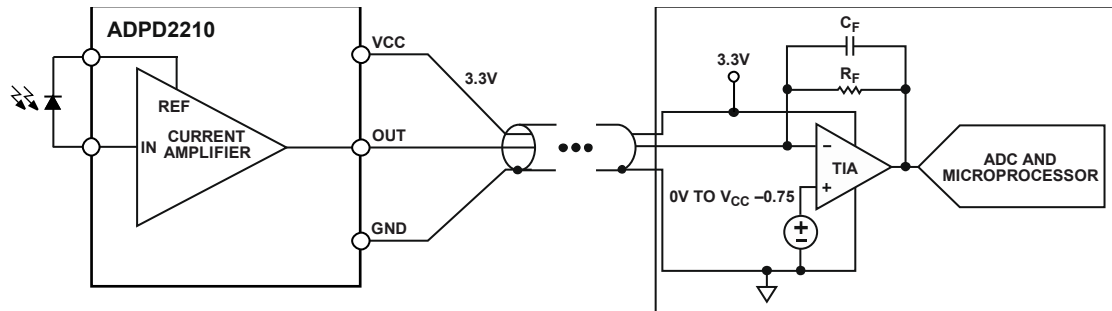 ADPD2210
VCC
3.3V
REF
CURRENT
IN AMPLIFIER
OUT
GND
3.3V
CF
RF
–
TIA
+
0V TO VCC –0.75
+
–
ADC AND
MICROPROCESSOR